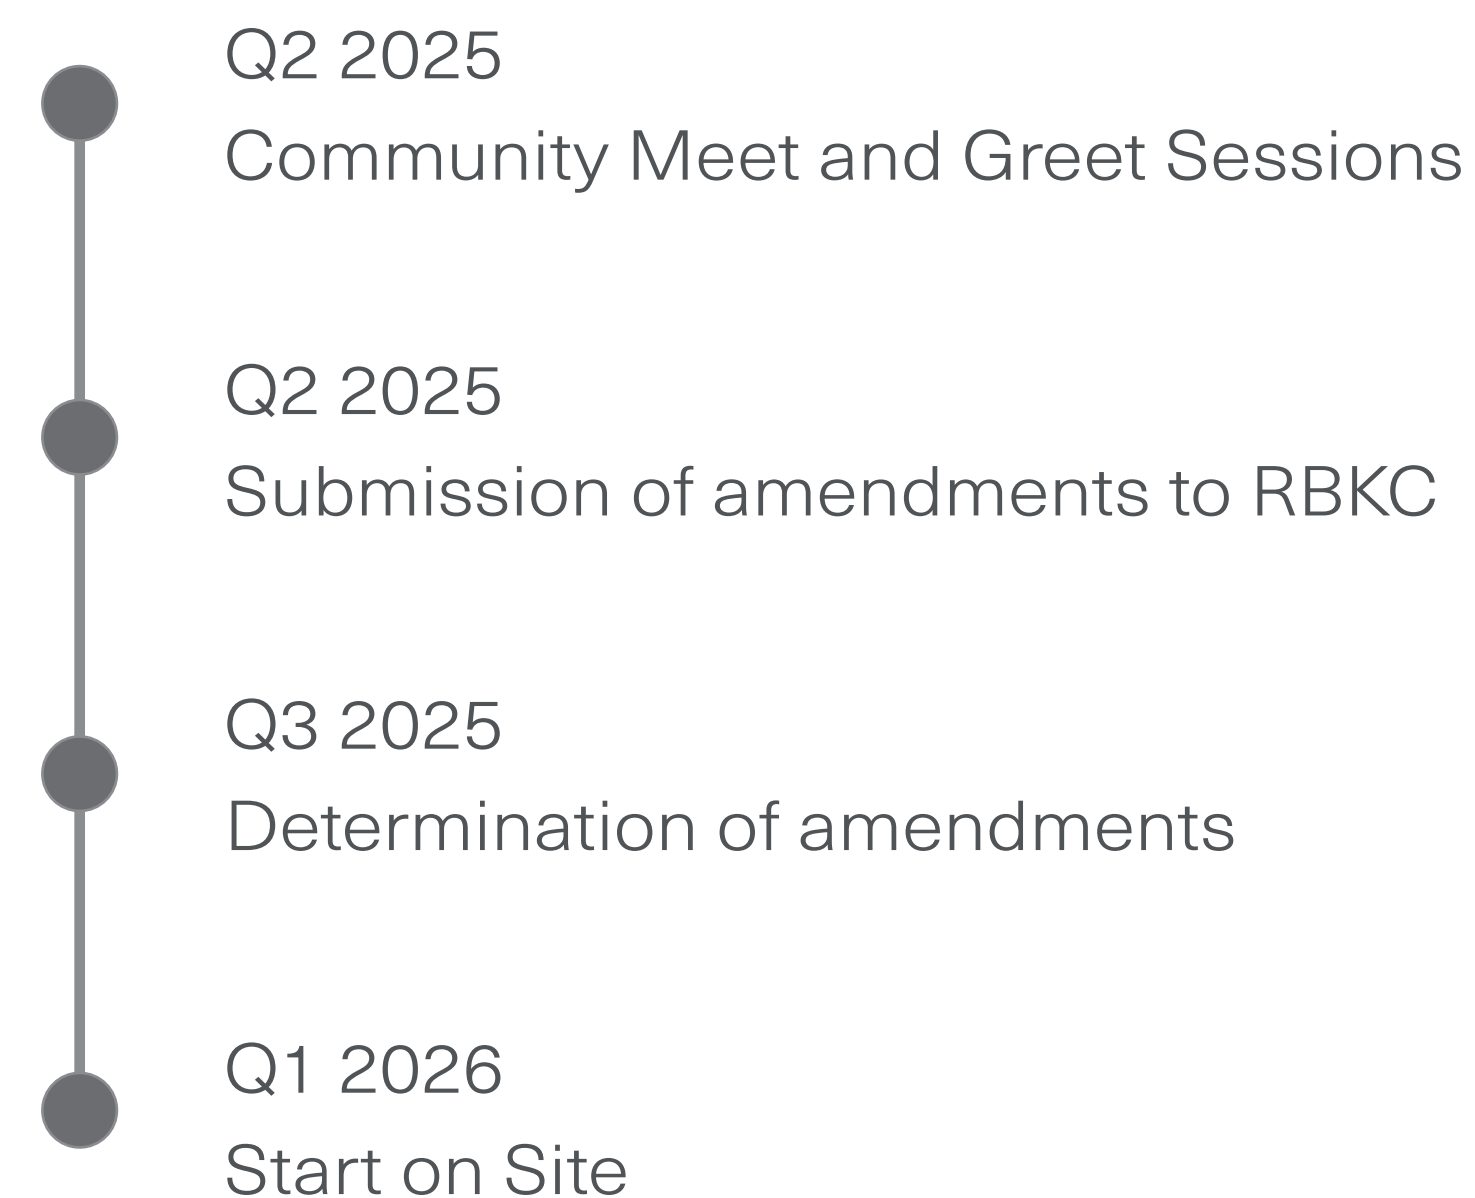 Q2 2025
Community Meet and Greet Sessions
Q2 2025
Submission of amendments to RBKC
Q3 2025
Determination of amendments
Q1 2026
Start on Site